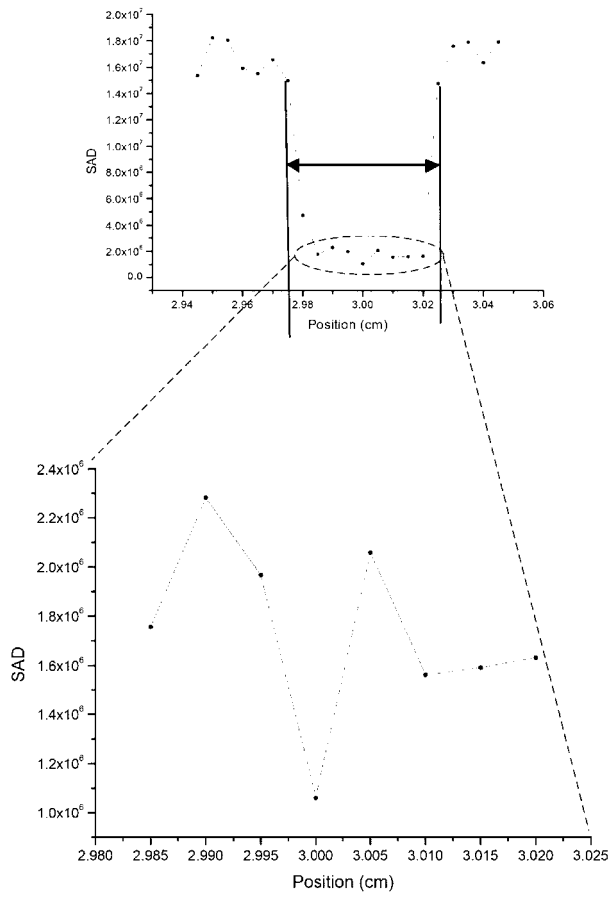 2.0x10⁷
1.8x10⁷
1.6x10⁷
1.4x10⁷
1.2x10⁷
1.0x10⁷
8.0x10⁶
6.0x10⁶
4.0x10⁶
2.0x10⁶
0.0
SAD
2.94 2.96 2.98 3.00 3.02 3.04 3.06
Position (cm)
2.4x10⁶
2.2x10⁶
2.0x10⁶
1.8x10⁶
1.6x10⁶
1.4x10⁶
1.2x10⁶
1.0x10⁶
SAD
2.980 2.985 2.990 2.995 3.000 3.005 3.010 3.015 3.020 3.025
Position (cm)